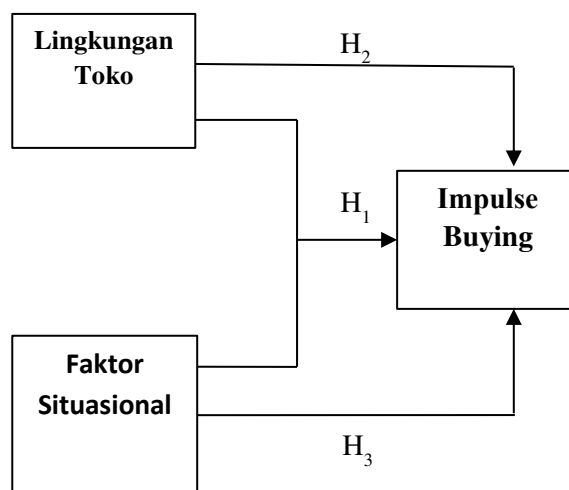 Lingkungan
Toko
H₂
Impulse
Buying
H₁
Faktor
Situasional
H₃